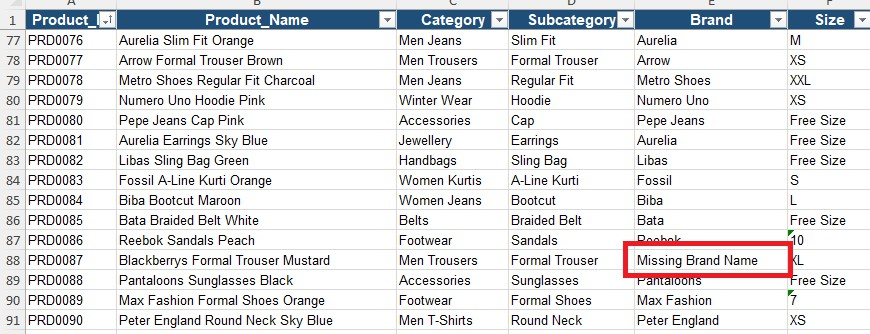 A B C D E F
1 Product_I Product_Name Category Subcategory Brand Size
77 PRD0076 Aurelia Slim Fit Orange Men Jeans Slim Fit Aurelia M
78 PRD0077 Arrow Formal Trouser Brown Men Trousers Formal Trouser Arrow XS
79 PRD0078 Metro Shoes Regular Fit Charcoal Men Jeans Regular Fit Metro Shoes XXL
80 PRD0079 Numero Uno Hoodie Pink Winter Wear Hoodie Numero Uno XS
81 PRD0080 Pepe Jeans Cap Pink Accessories Cap Pepe Jeans Free Size
82 PRD0081 Aurelia Earrings Sky Blue Jewellery Earrings Aurelia Free Size
83 PRD0082 Libas Sling Bag Green Handbags Sling Bag Libas Free Size
84 PRD0083 Fossil A-Line Kurti Orange Women Kurtis A-Line Kurti Fossil S
85 PRD0084 Biba Bootcut Maroon Women Jeans Bootcut Biba L
86 PRD0085 Bata Braided Belt White Belts Braided Belt Bata Free Size
87 PRD0086 Reebok Sandals Peach Footwear Sandals Reebok 10
88 PRD0087 Blackberrys Formal Trouser Mustard Men Trousers Formal Trouser Missing Brand Name XL
89 PRD0088 Pantaloons Sunglasses Black Accessories Sunglasses Pantaloons Free Size
90 PRD0089 Max Fashion Formal Shoes Orange Footwear Formal Shoes Max Fashion 7
91 PRD0090 Peter England Round Neck Sky Blue Men T-Shirts Round Neck Peter England XS